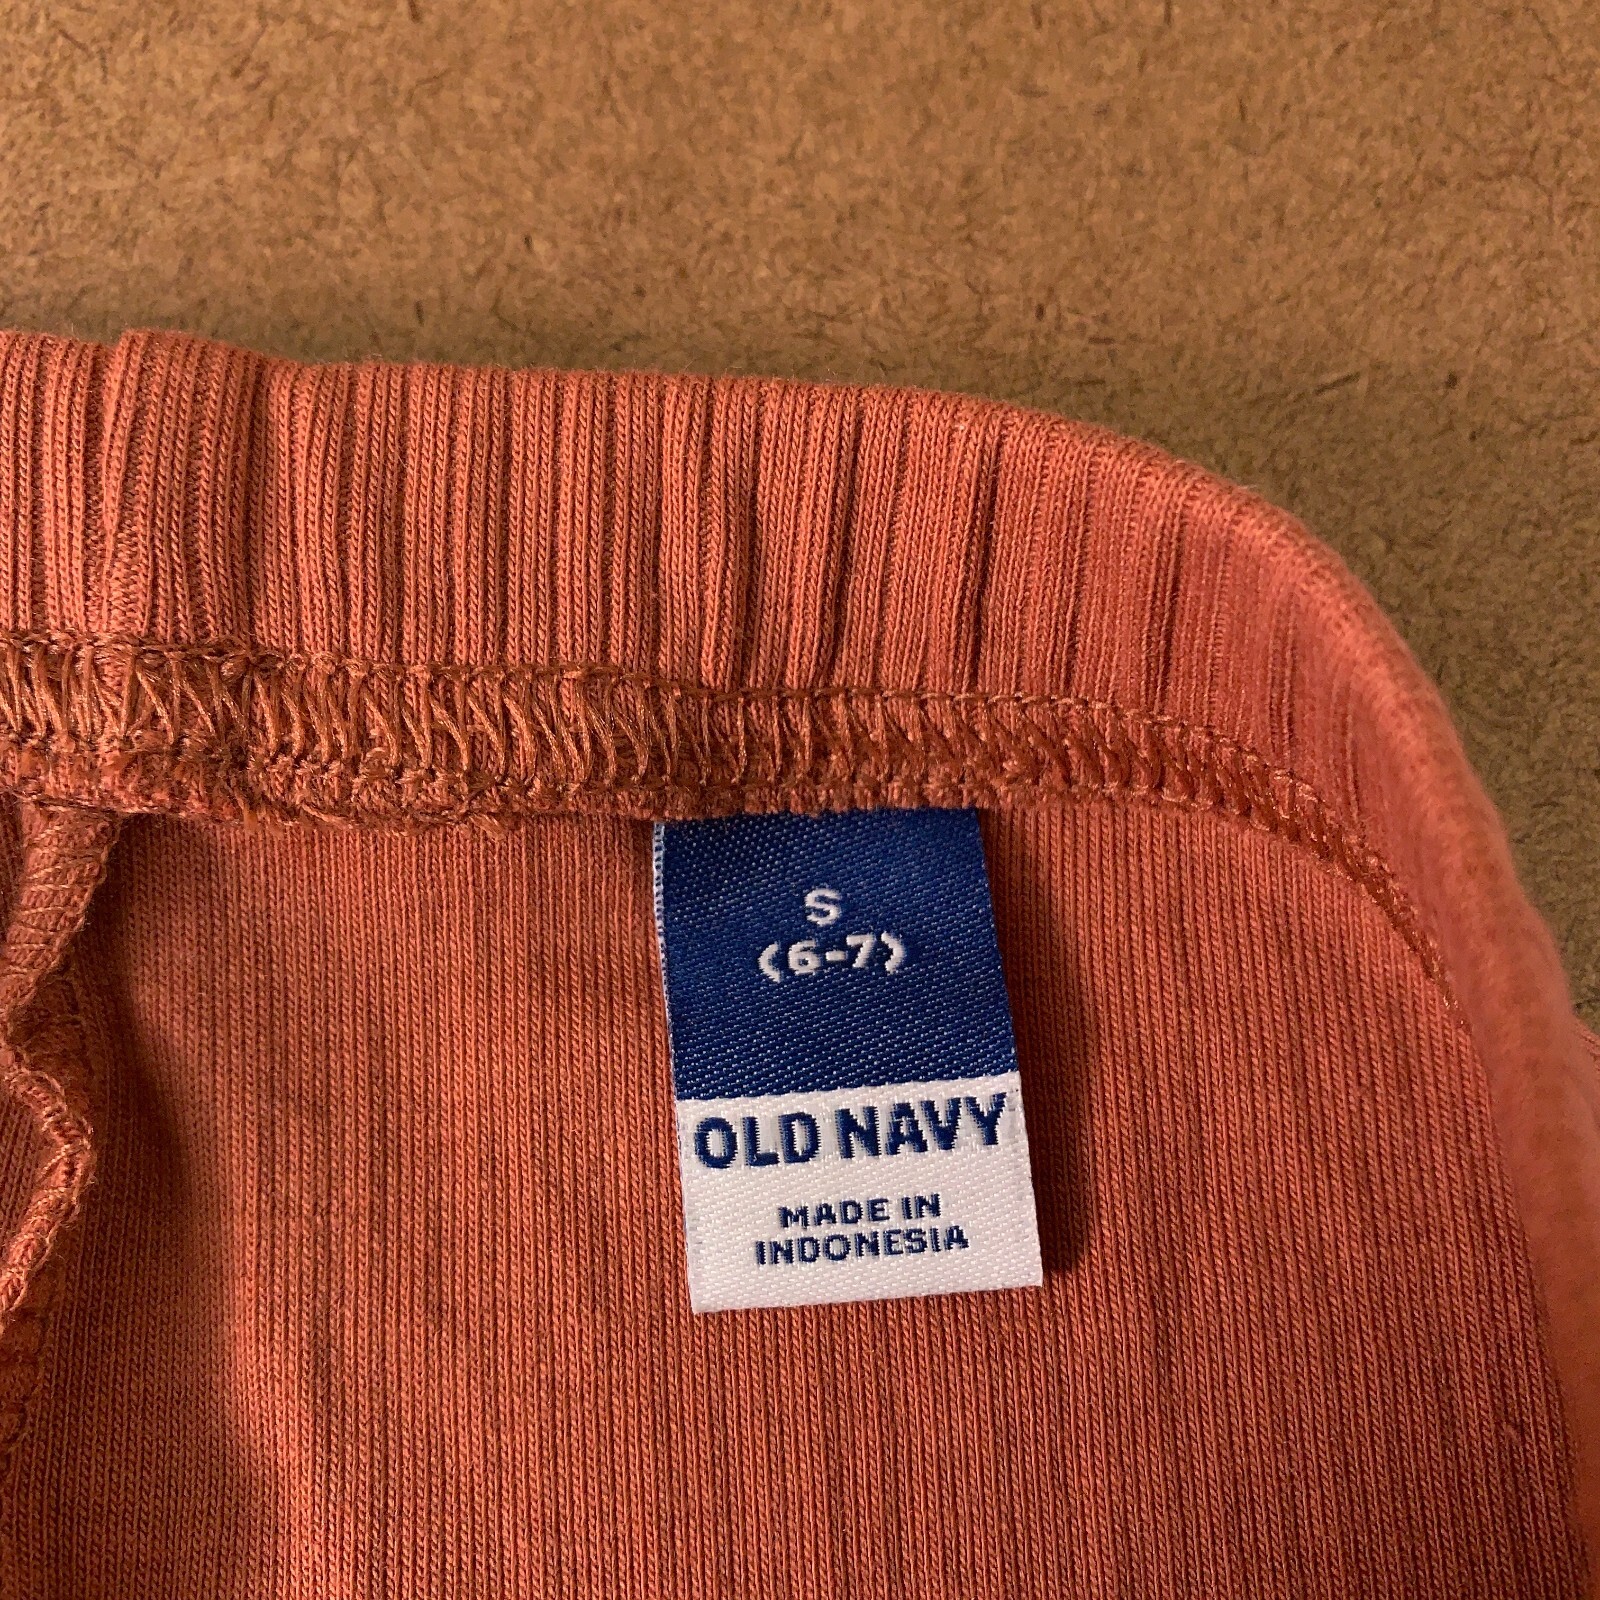 S
(6-7)
OLD NAVY
MADE IN
INDONESIA